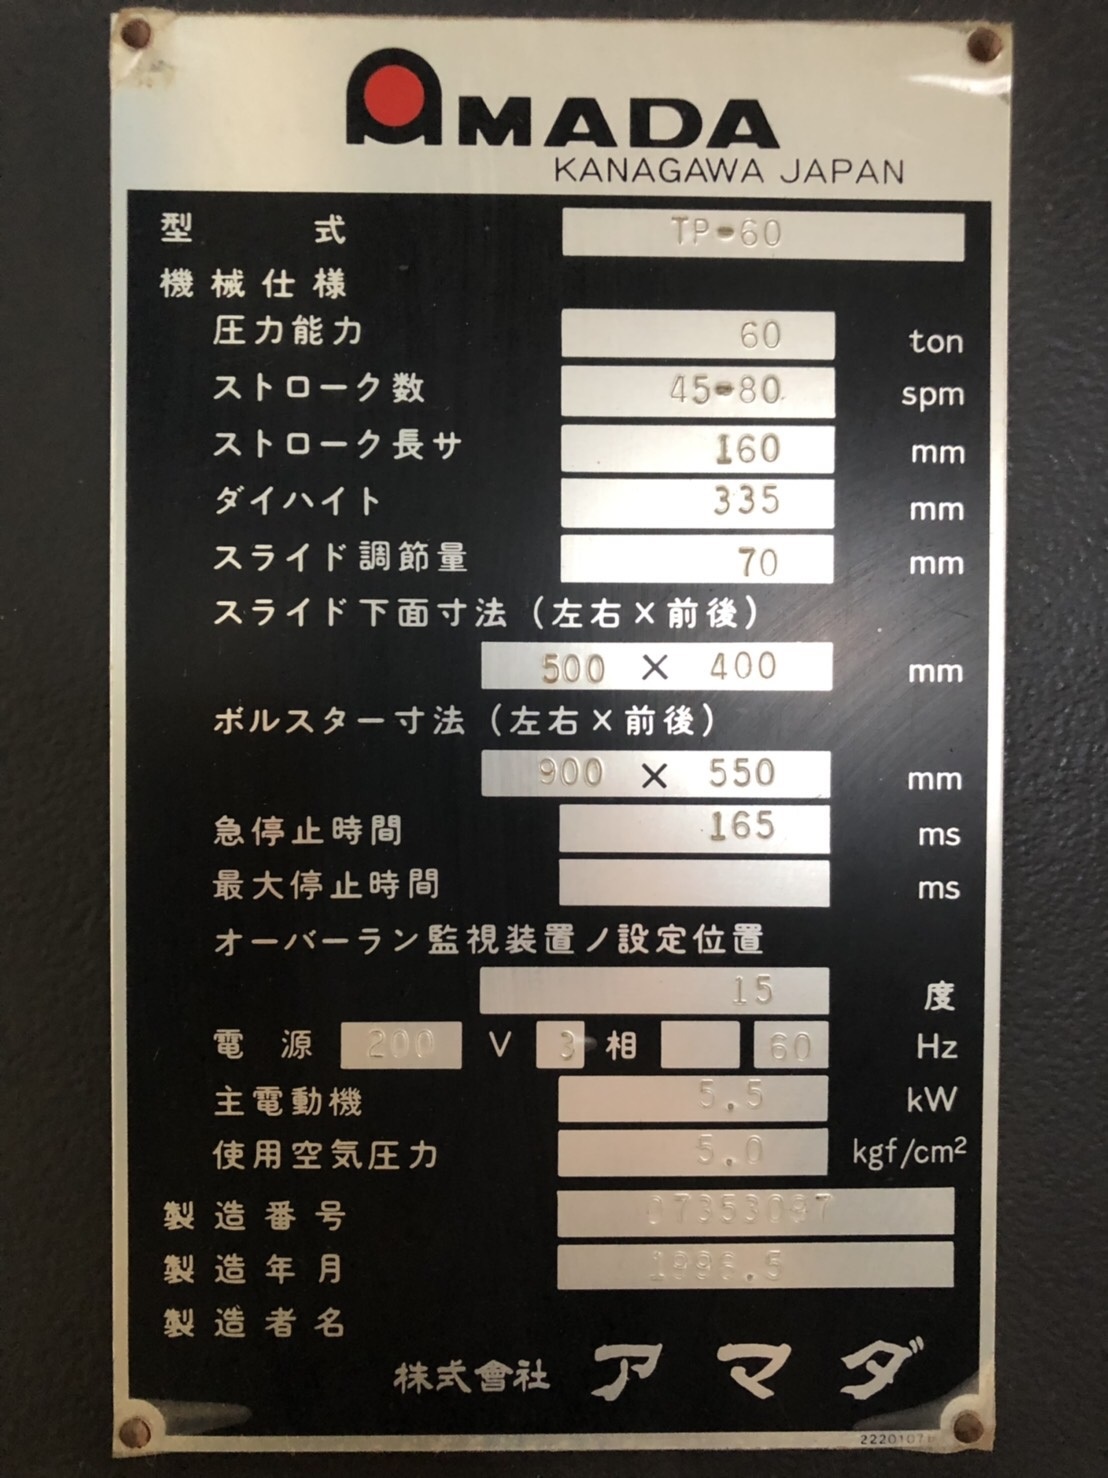 AMADA
KANAGAWA JAPAN
型式 TP-60
機械仕様
圧力能力 60 ton
ストローク数 45-80 spm
ストローク長サ 160 mm
ダイハイト 335 mm
スライド調節量 70 mm
スライド下面寸法(左右×前後)
500 × 400 mm
ボルスター寸法(左右×前後)
900 × 550 mm
急停止時間 165 ms
最大停止時間 ms
オーバーラン監視装置ノ設定位置
15 度
電源 200 V 3 相 60 Hz
主電動機 5.5 kW
使用空気圧力 5.0 kgf/cm²
製造番号
製造年月
製造者名
株式會社 アマダ